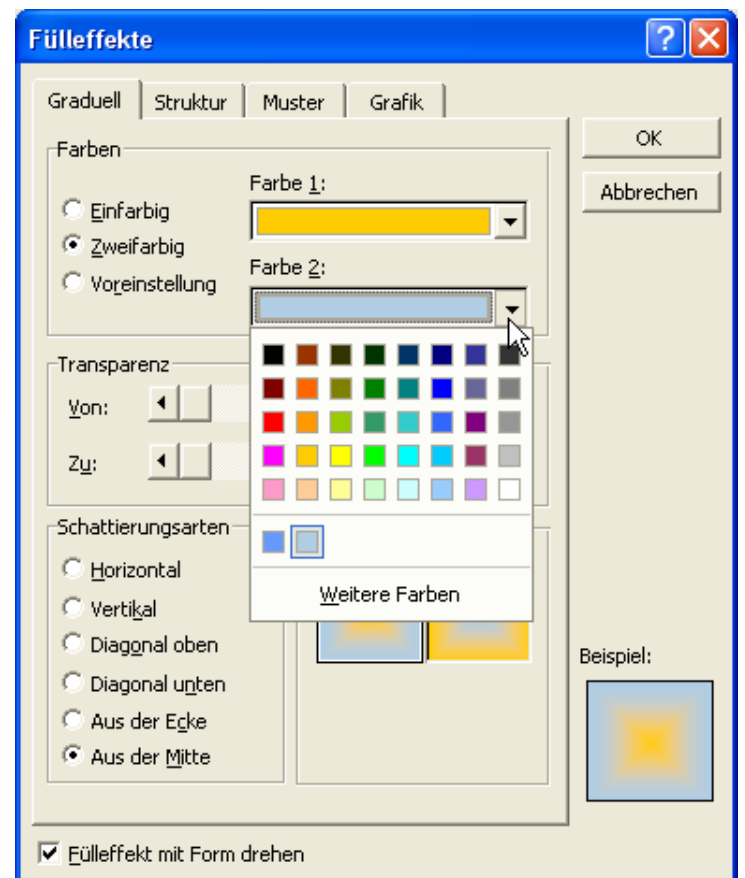 Fülleffekte
Graduell Struktur Muster Grafik
OK
Abbrechen
Farben
Einfarbig
Zweifarbig
Voreinstellung
Farbe 1:
Farbe 2:
Transparenz
Von:
Zu:
Weitere Farben
Schattierungsarten
Horizontal
Vertikal
Diagonal oben
Diagonal unten
Aus der Ecke
Aus der Mitte
Beispiel:
Fülleffekt mit Form drehen